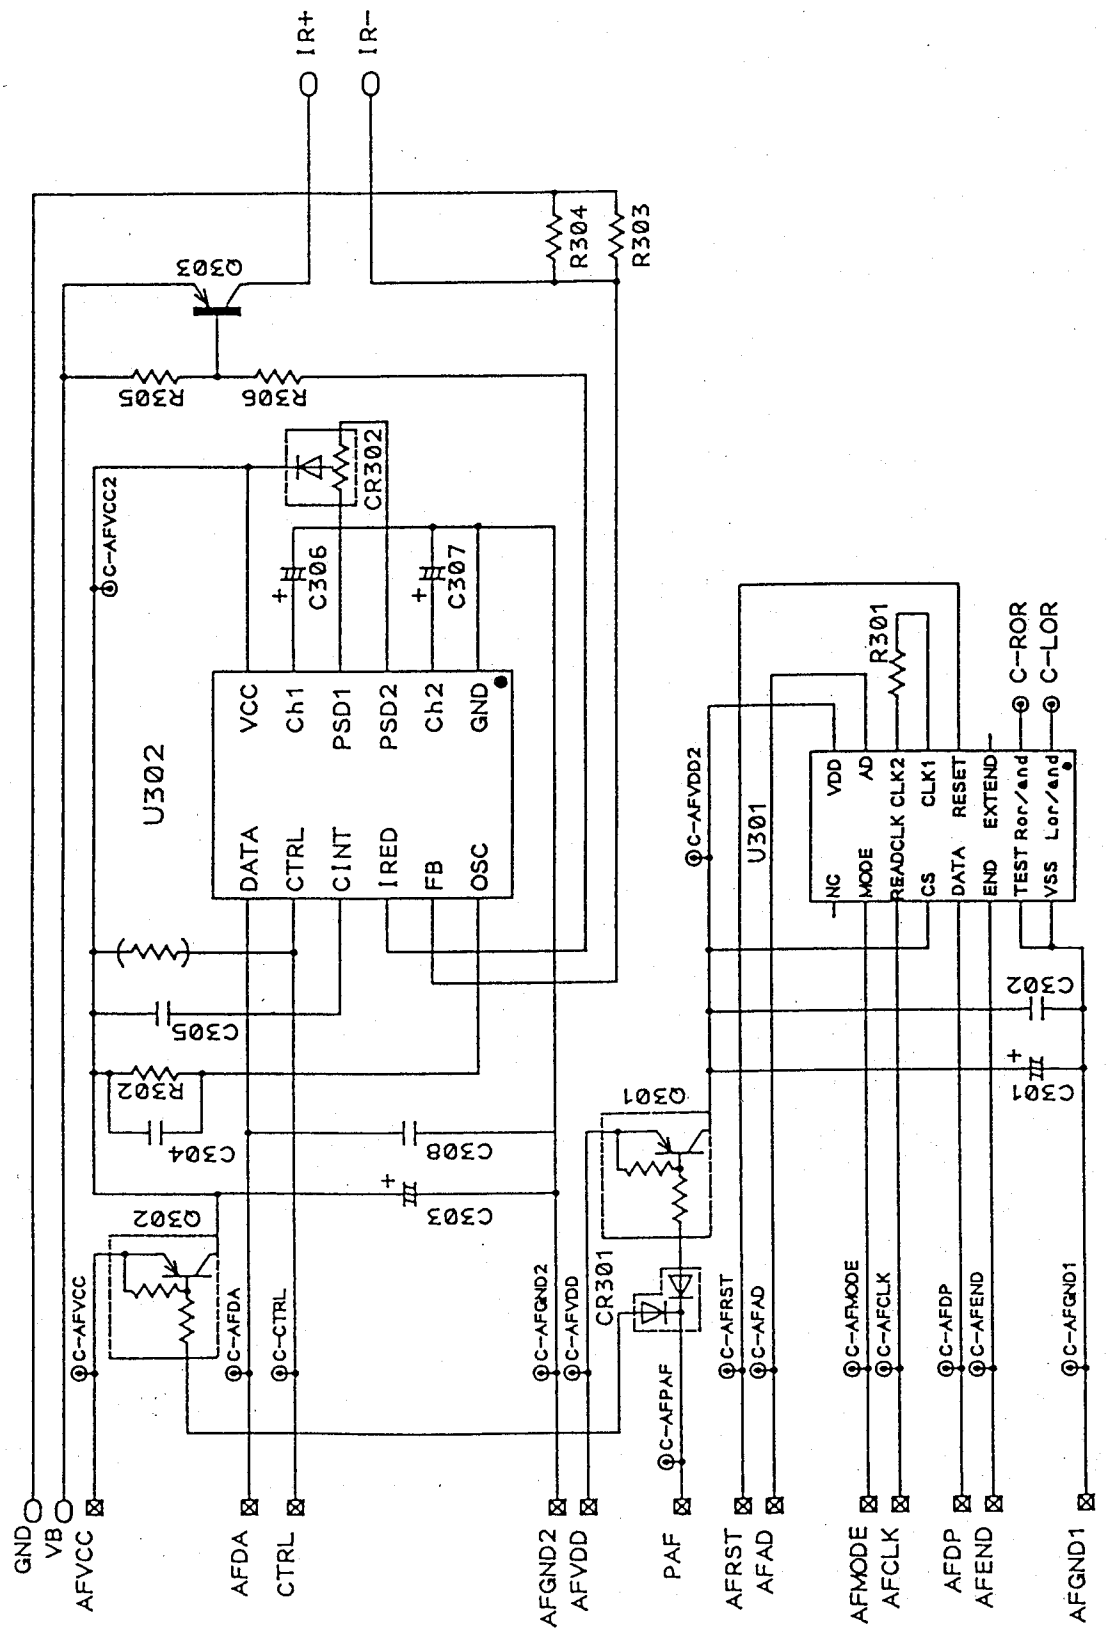 IR+
IR-
R304
R303
Q303
R305
R306
C-AFVCC2
CR302
C306
+
C307
+
U302
VCC
Ch1
PSD1
PSD2
Ch2
GND
DATA
CTRL
CINT
IRED
FB
OSC
C305
R302
C304
C308
C303
+
Q302
C-AFVCC
C-AFDA
C-CTRL
C-AFGND2
C-AFVDD
Q301
CR301
C-AFPAF
R301
C-ROR
C-LOR
C-AFVDD2
U301
VDD
AD
CLK2
CLK1
RESET
EXTEND
Ror/and
Lor/and
NC
MODE
READCLK
CS
DATA
END
TEST
VSS
C302
C301
+
C-AFRST
C-AFAD
C-AFMODE
C-AFCLK
C-AFDP
C-AFEND
C-AFGND1
GND
VB
AFVCC
AFDA
CTRL
AFGND2
AFVDD
PAF
AFRST
AFAD
AFMODE
AFCLK
AFDP
AFEND
AFGND1